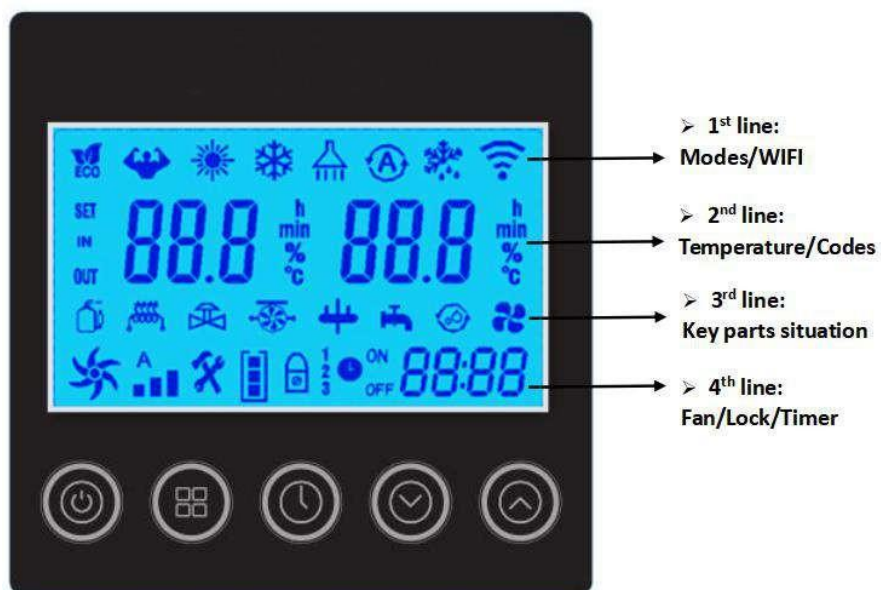 ECO
A
SET 88.8 h min % °C 88.8 h min % °C
IN
OUT
A
1 2 3 ON OFF 88:88
➢ 1st line:
Modes/WIFI
➢ 2nd line:
Temperature/Codes
➢ 3rd line:
Key parts situation
➢ 4th line:
Fan/Lock/Timer